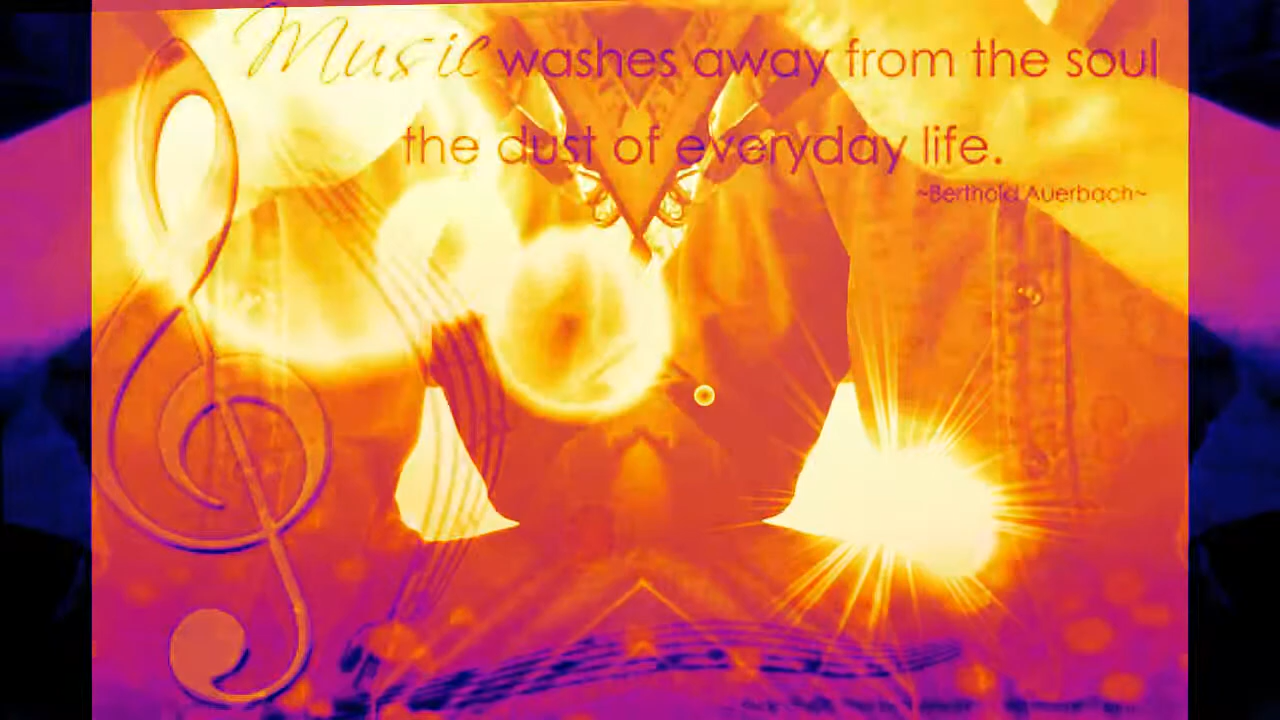 Music washes away from the soul
the dust of everyday life.
~Berthold Auerbach~